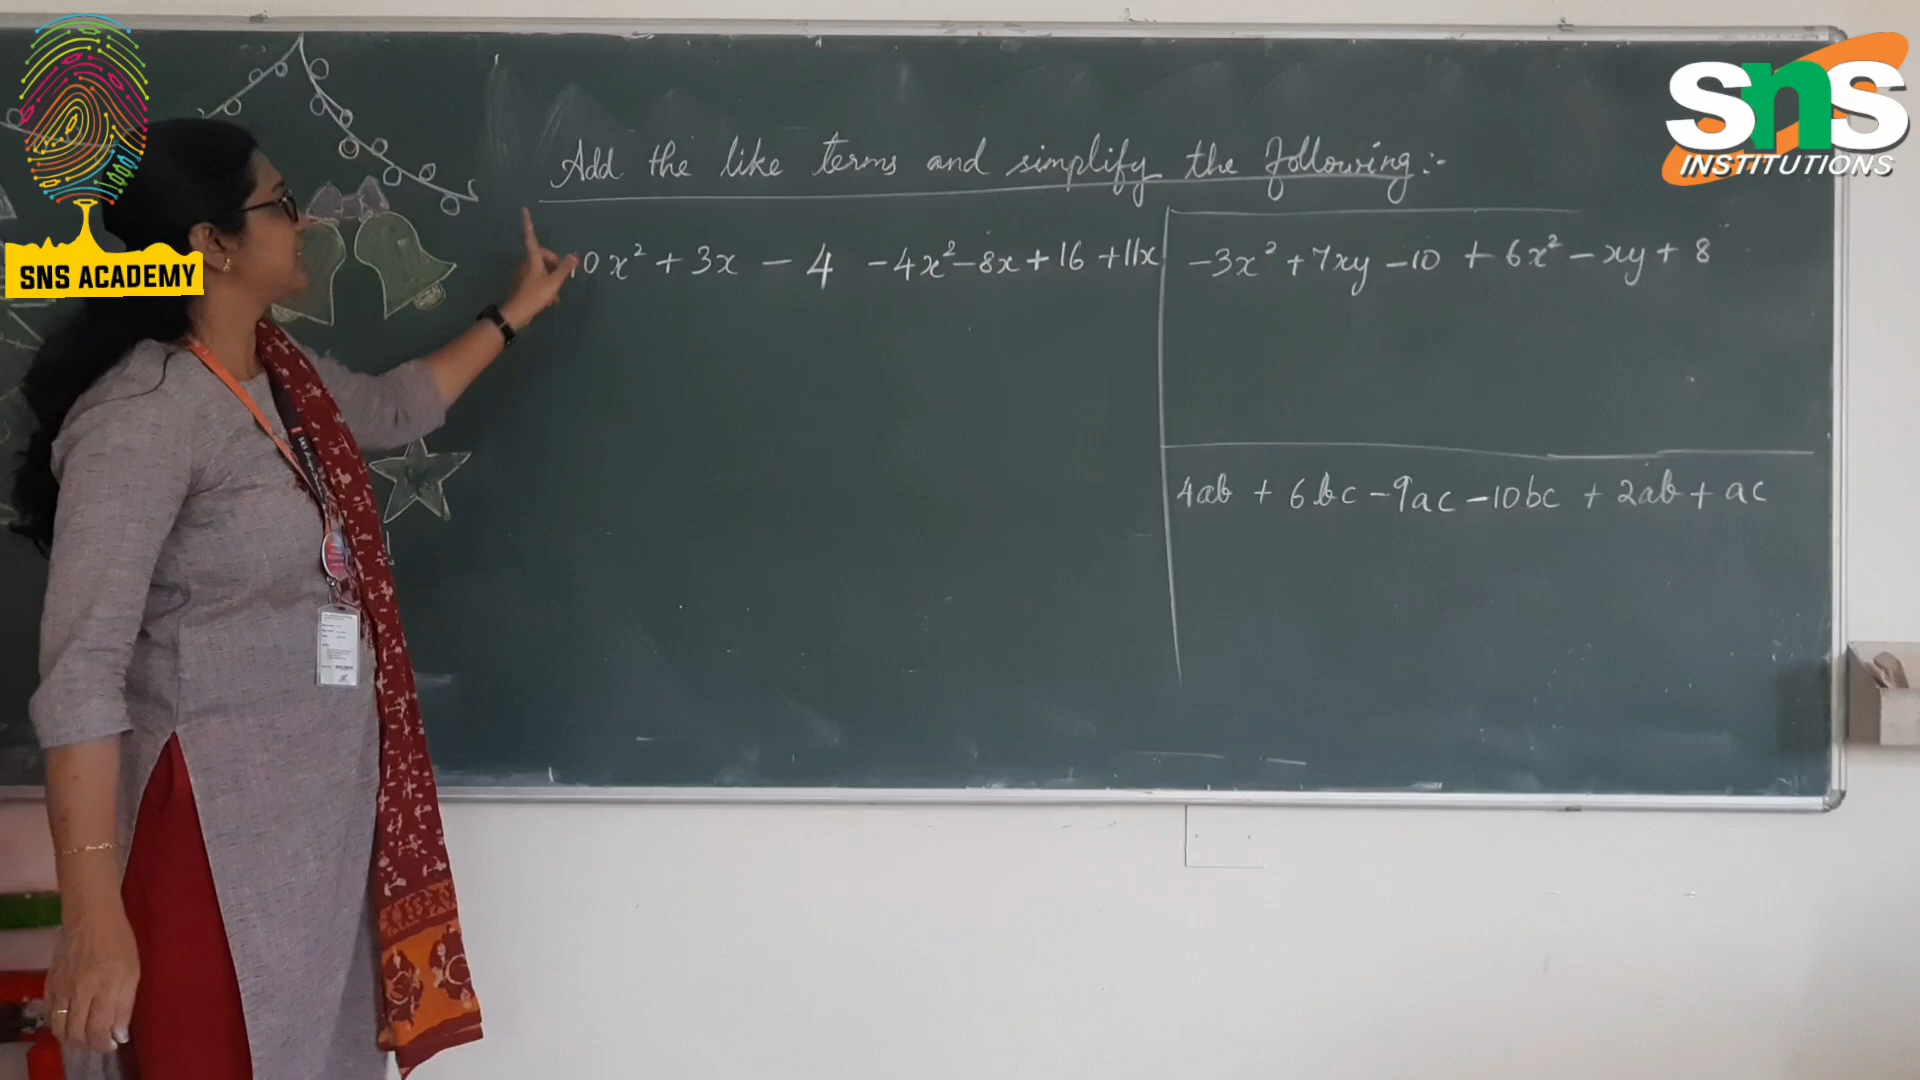 SNS ACADEMY
SNS
INSTITUTIONS
Add the like terms and simplify the following:-
10x² + 3x - 4 - 4x² - 8x + 16 + 11x
-3x² + 7xy - 10 + 6x² - xy + 8
4ab + 6bc - 9ac - 10bc + 2ab + ac